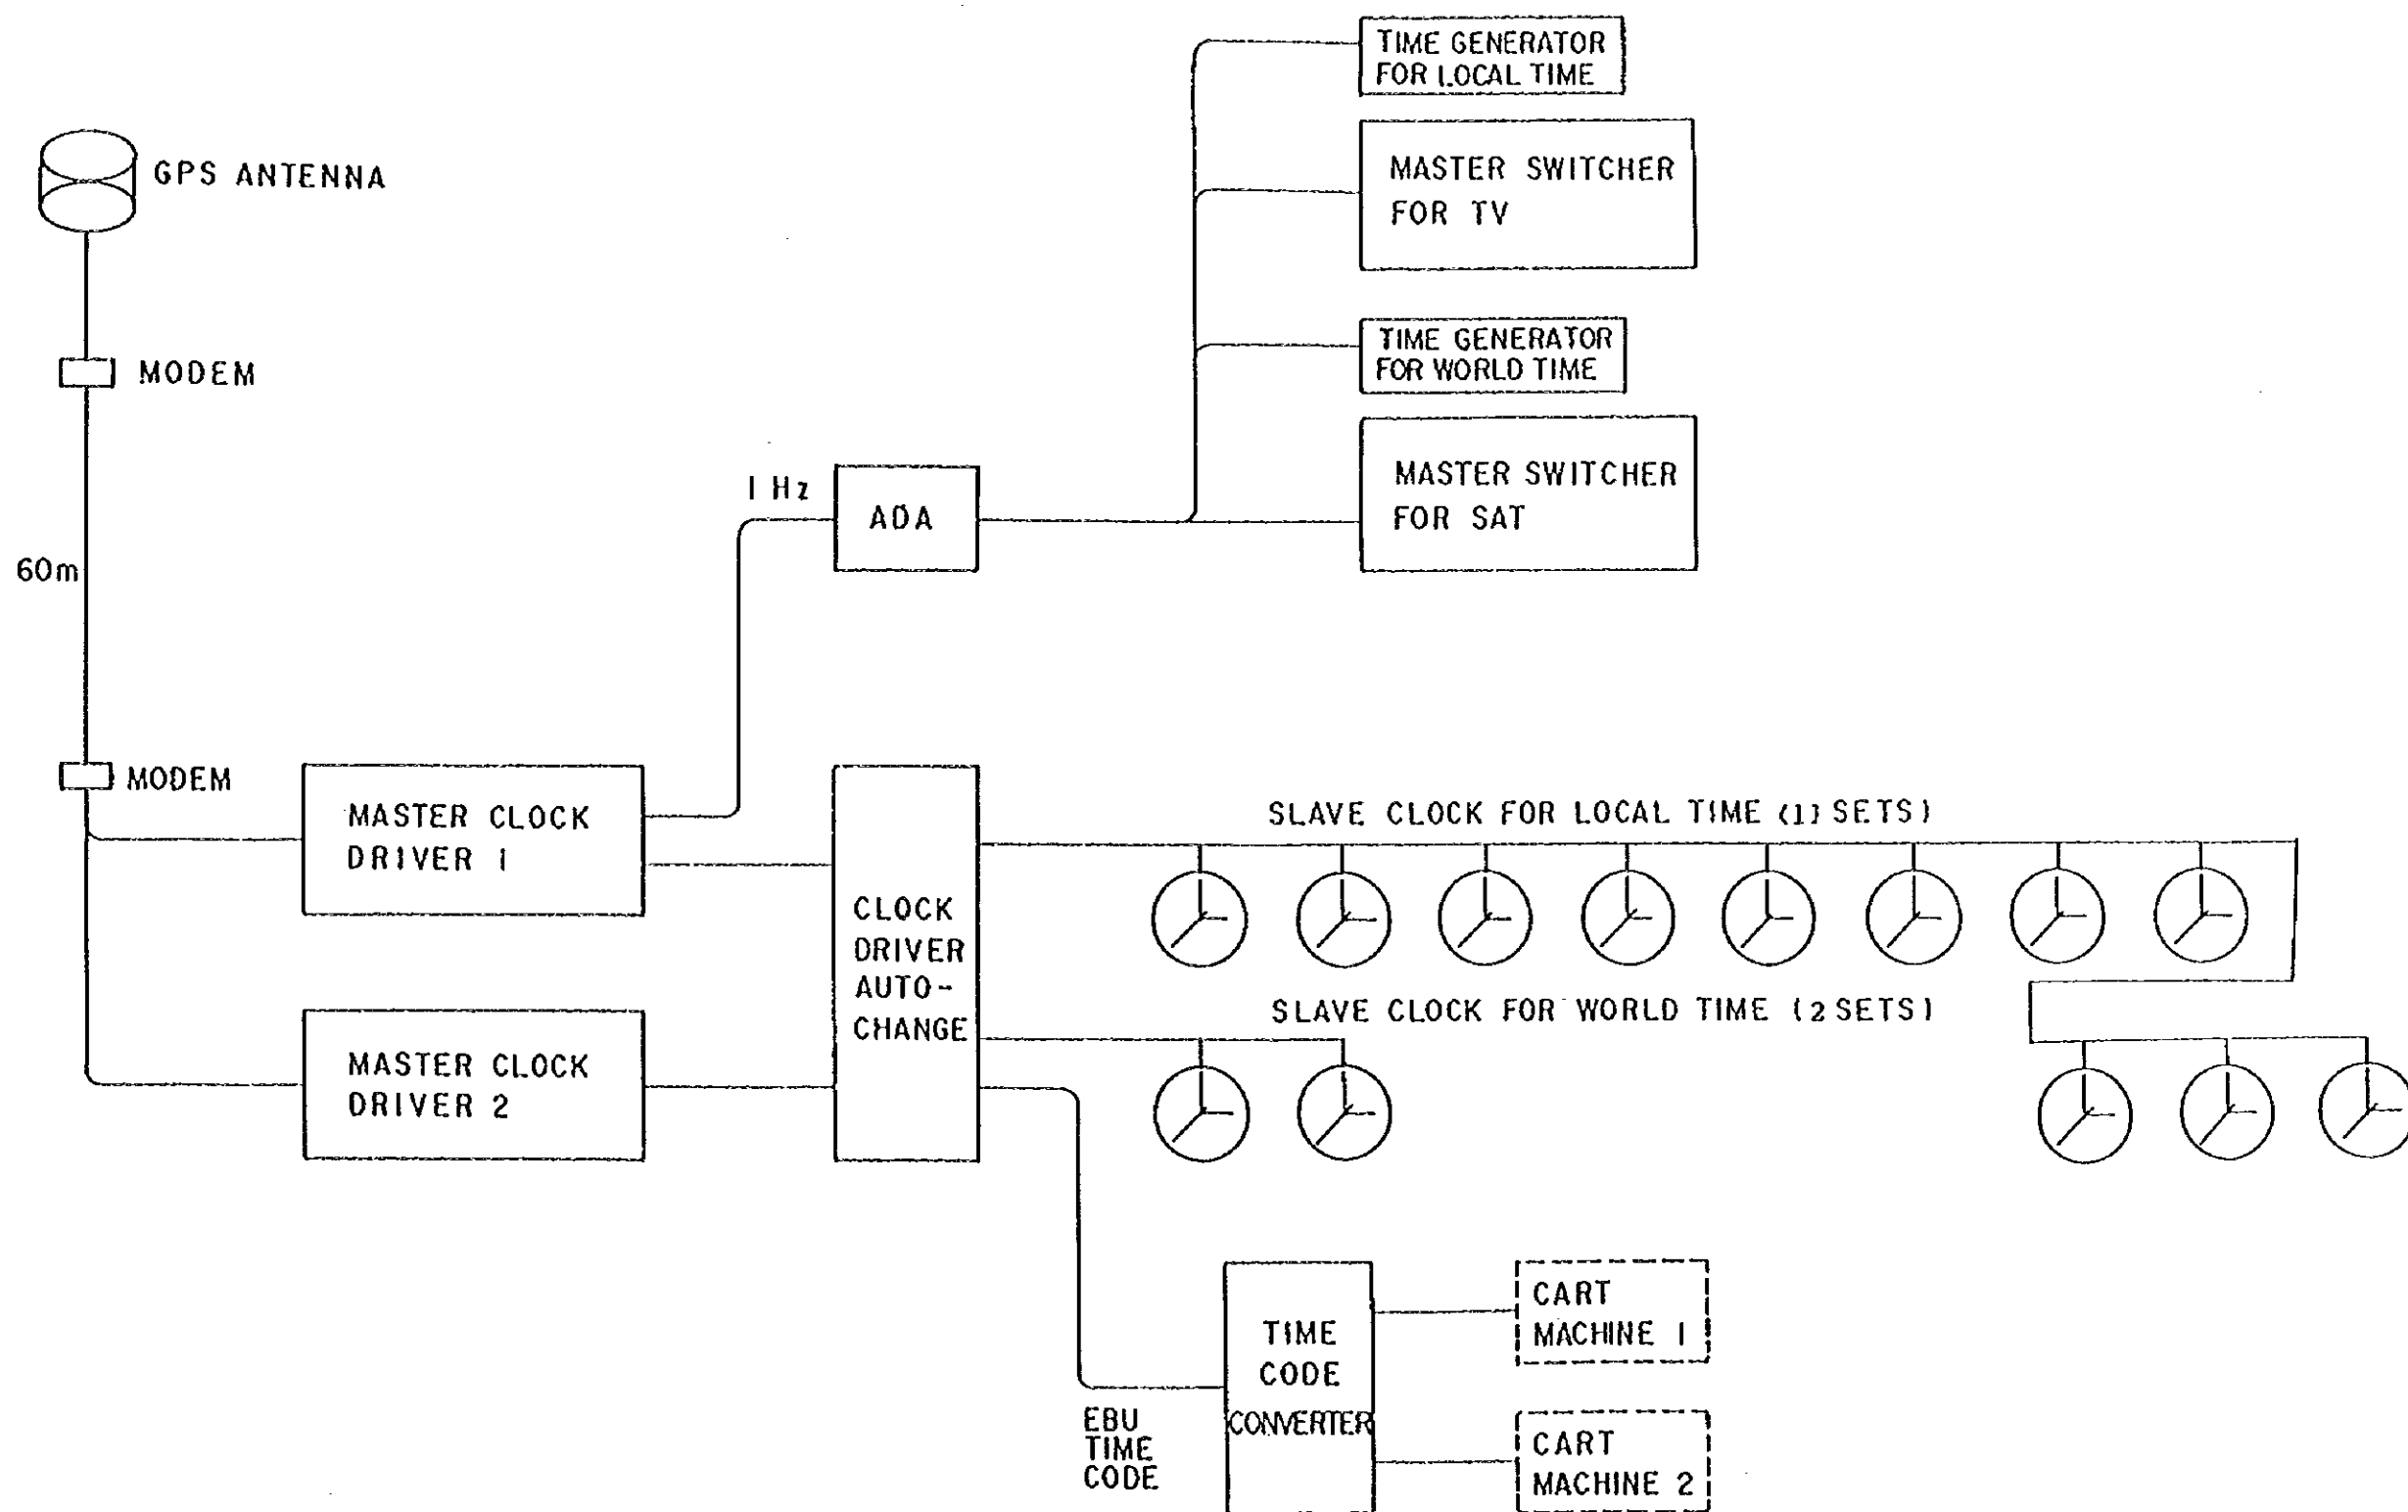 TIME GENERATOR
FOR LOCAL TIME
GPS ANTENNA
MASTER SWITCHER
FOR TV
TIME GENERATOR
FOR WORLD TIME
MODEM
MASTER SWITCHER
FOR SAT
1 Hz
ADA
60m
MODEM
MASTER CLOCK
DRIVER 1
SLAVE CLOCK FOR LOCAL TIME (11 SETS)
CLOCK
DRIVER
AUTO-
CHANGE
SLAVE CLOCK FOR WORLD TIME (2 SETS)
MASTER CLOCK
DRIVER 2
TIME
CODE
CONVERTER
CART
MACHINE 1
EBU
TIME
CODE
CART
MACHINE 2